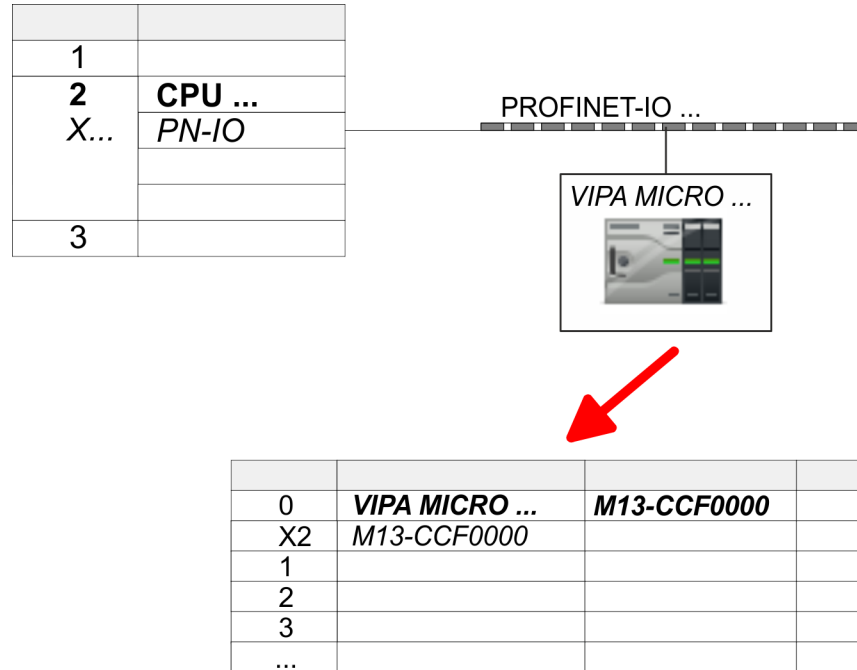 1
2 CPU ...
X... PN-IO
3
PROFINET-IO ...
VIPA MICRO ...
0 VIPA MICRO ... M13-CCF0000
X2 M13-CCF0000
1
2
3
...